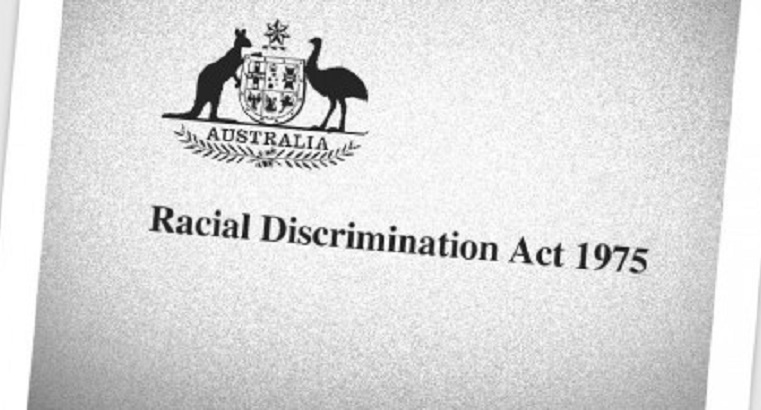 AUSTRALIA
Racial Discrimination Act 1975